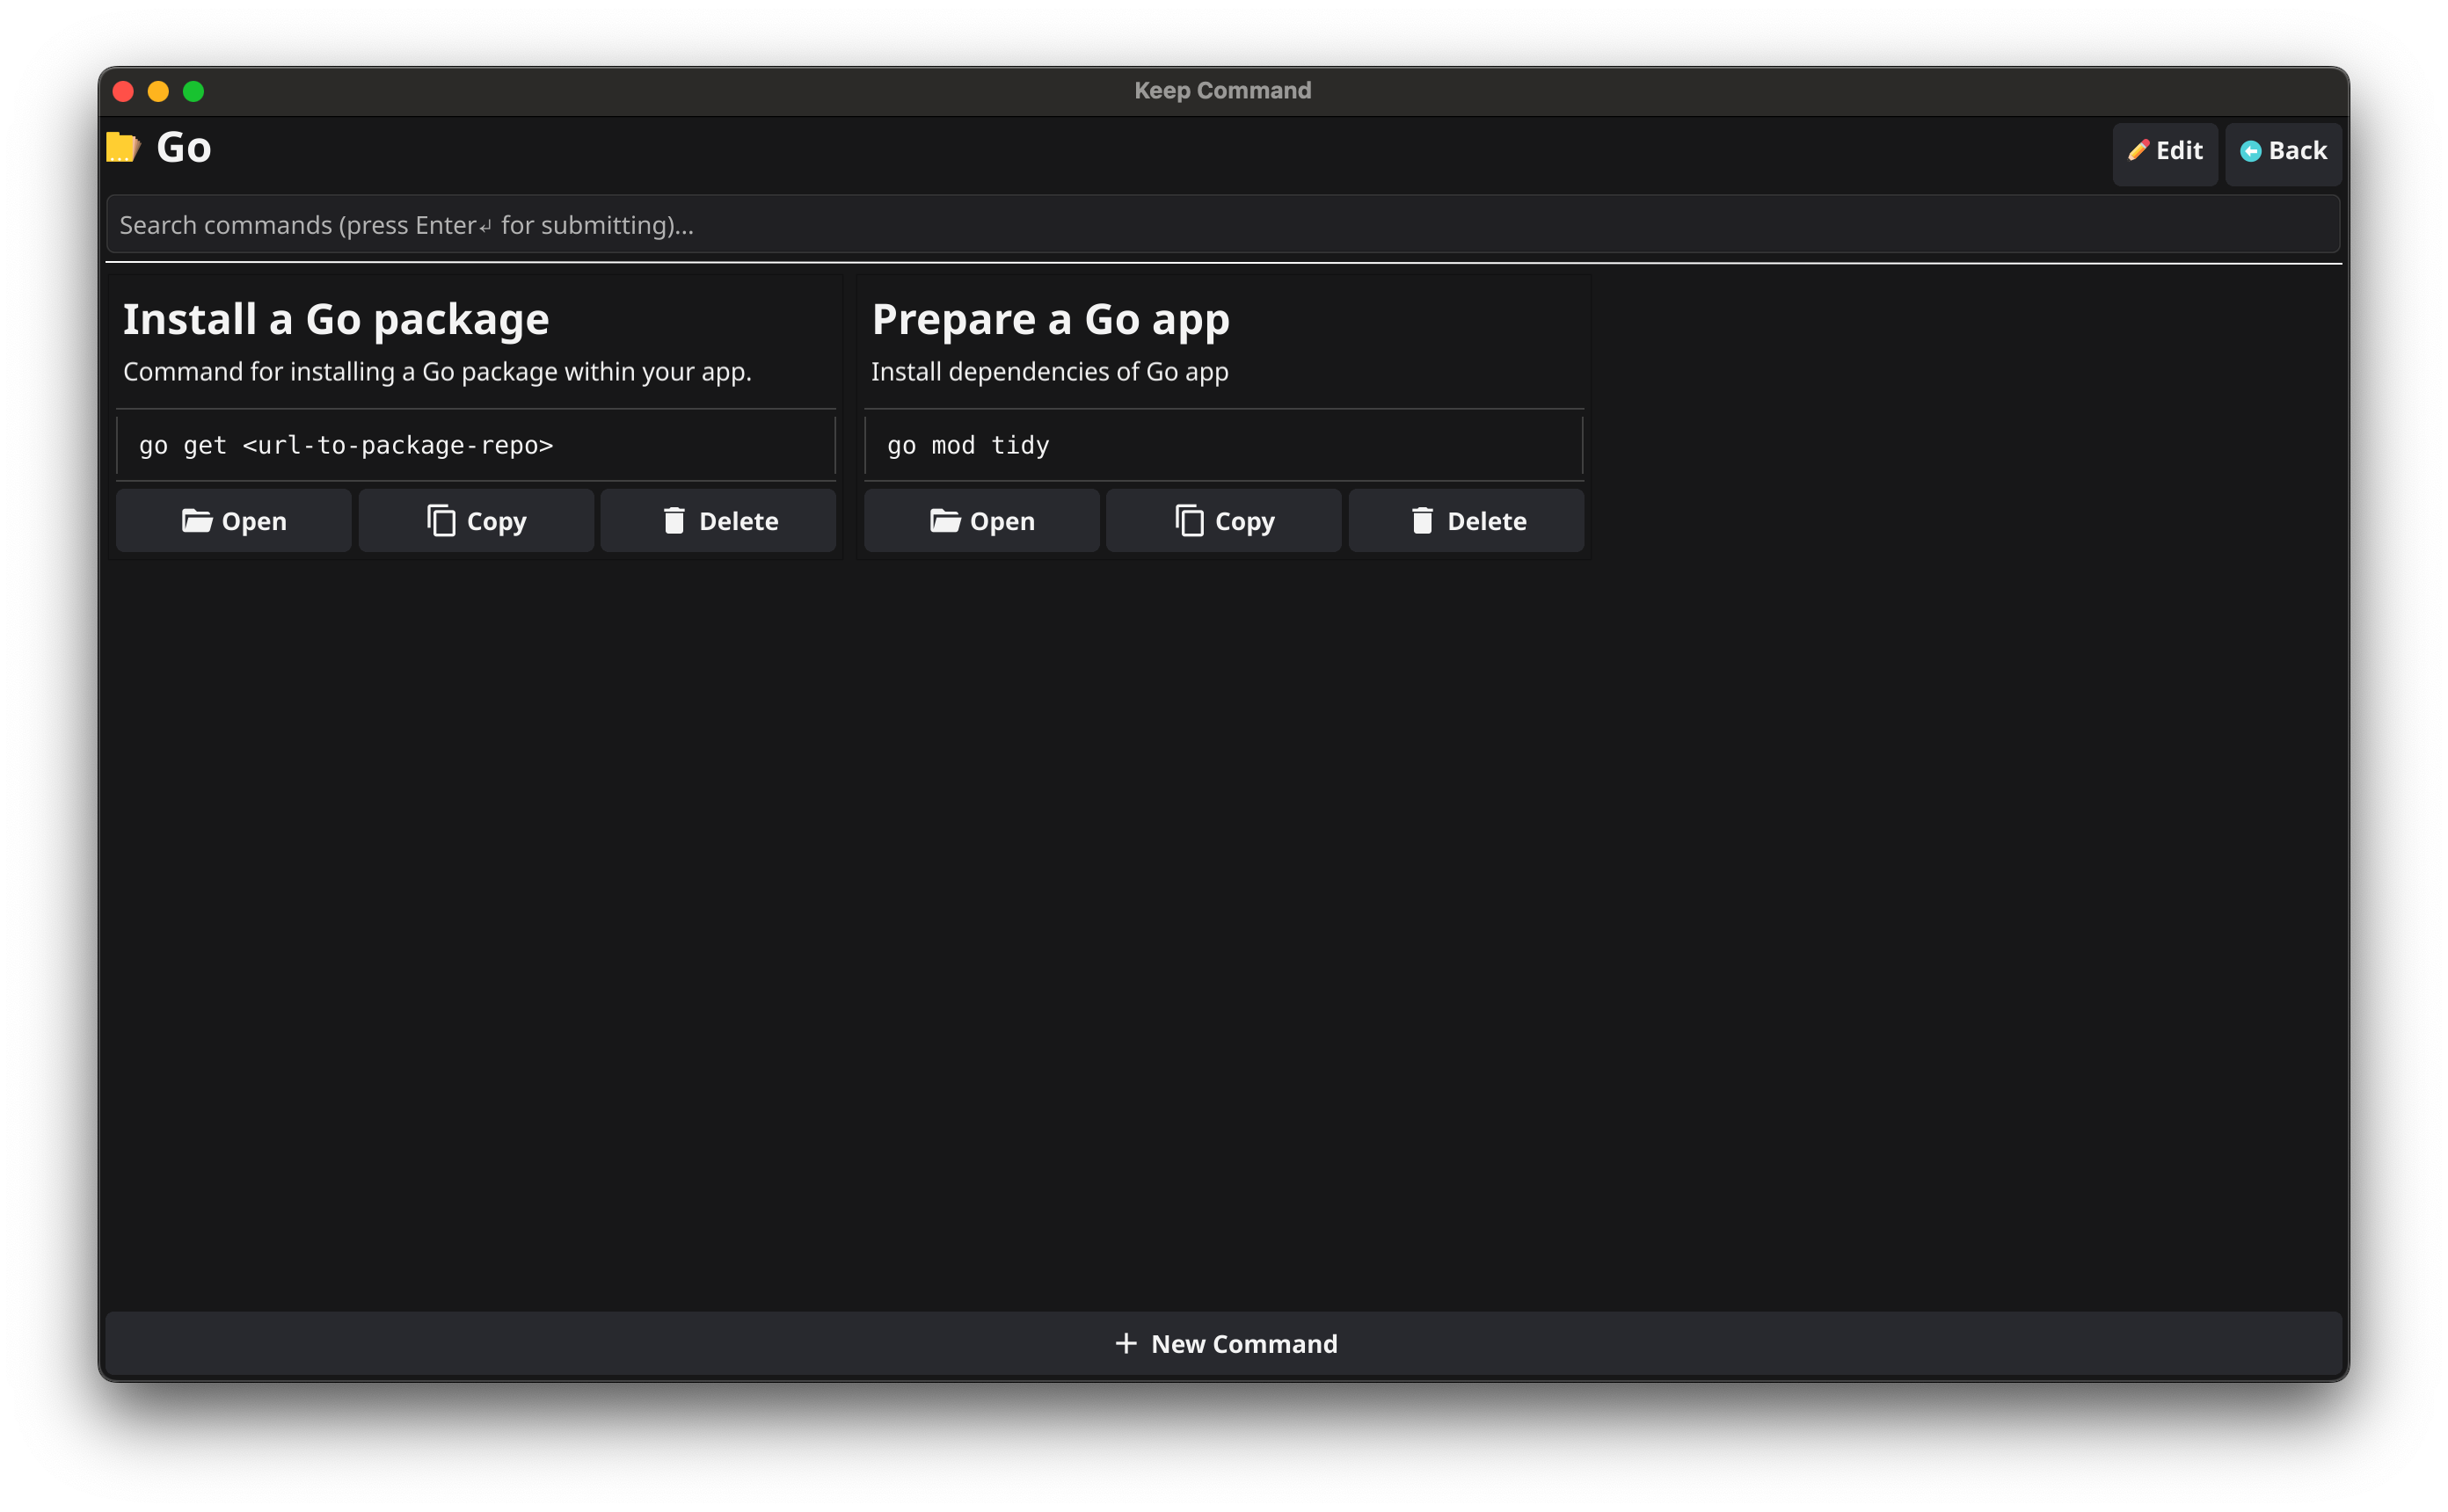 Keep Command
Go
Edit
Back
Search commands (press Enter↲ for submitting)...
Install a Go package
Command for installing a Go package within your app.
go get <url-to-package-repo>
Open
Copy
Delete
Prepare a Go app
Install dependencies of Go app
go mod tidy
Open
Copy
Delete
+ New Command